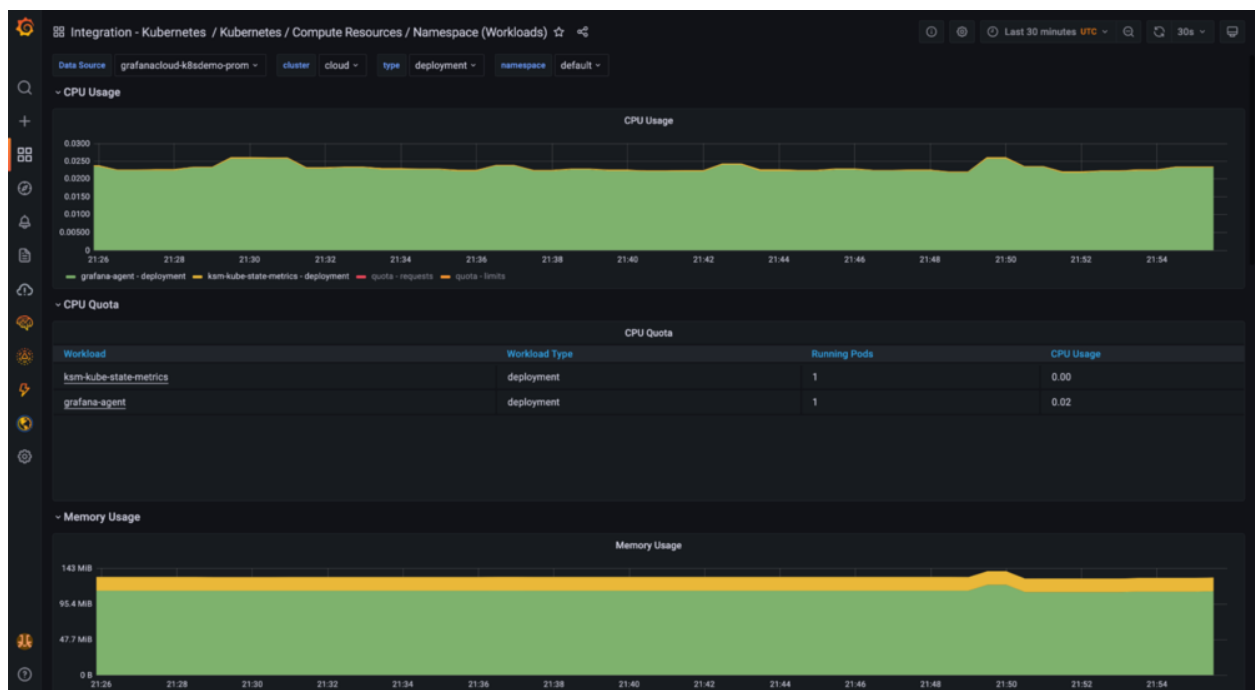 Integration - Kubernetes / Kubernetes / Compute Resources / Namespace (Workloads) Last 30 minutes UTC 30s
Data Source grafanacloud-k8sdemo-prom cluster cloud type deployment namespace default
CPU Usage
CPU Usage
0.0300
0.0250
0.0200
0.0150
0.0100
0.00500
0
21:26 21:28 21:30 21:32 21:34 21:36 21:38 21:40 21:42 21:44 21:46 21:48 21:50 21:52 21:54
grafana-agent - deployment ksm-kube-state-metrics - deployment quota - requests quota - limits
CPU Quota
CPU Quota
Workload Workload Type Running Pods CPU Usage
ksm-kube-state-metrics deployment 1 0.00
grafana-agent deployment 1 0.02
Memory Usage
Memory Usage
143 MiB
95.4 MiB
47.7 MiB
0 B
21:26 21:28 21:30 21:32 21:34 21:36 21:38 21:40 21:42 21:44 21:46 21:48 21:50 21:52 21:54